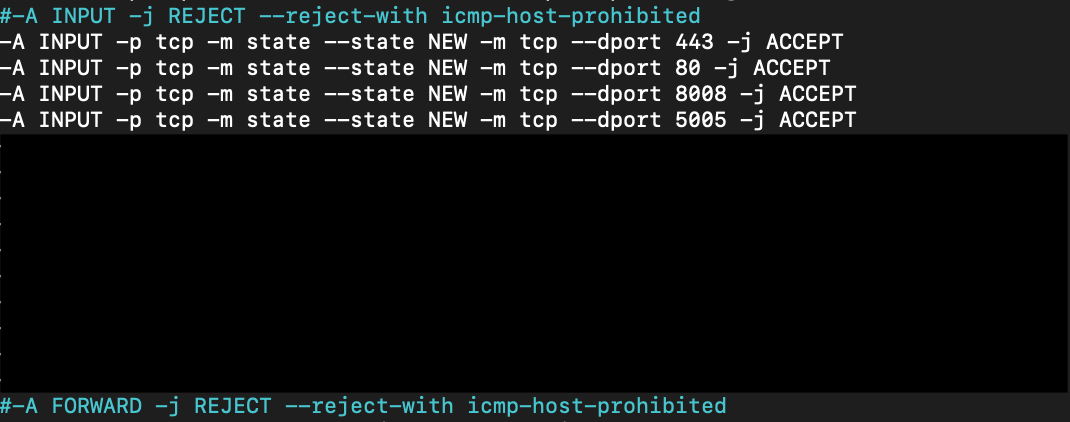 #-A INPUT -j REJECT --reject-with icmp-host-prohibited
-A INPUT -p tcp -m state --state NEW -m tcp --dport 443 -j ACCEPT
-A INPUT -p tcp -m state --state NEW -m tcp --dport 80 -j ACCEPT
-A INPUT -p tcp -m state --state NEW -m tcp --dport 8008 -j ACCEPT
-A INPUT -p tcp -m state --state NEW -m tcp --dport 5005 -j ACCEPT
#-A FORWARD -j REJECT --reject-with icmp-host-prohibited